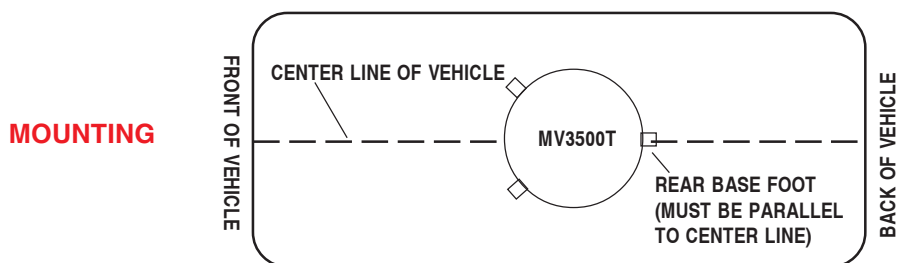 MOUNTING
FRONT OF VEHICLE
CENTER LINE OF VEHICLE
MV3500T
REAR BASE FOOT
(MUST BE PARALLEL
TO CENTER LINE)
BACK OF VEHICLE